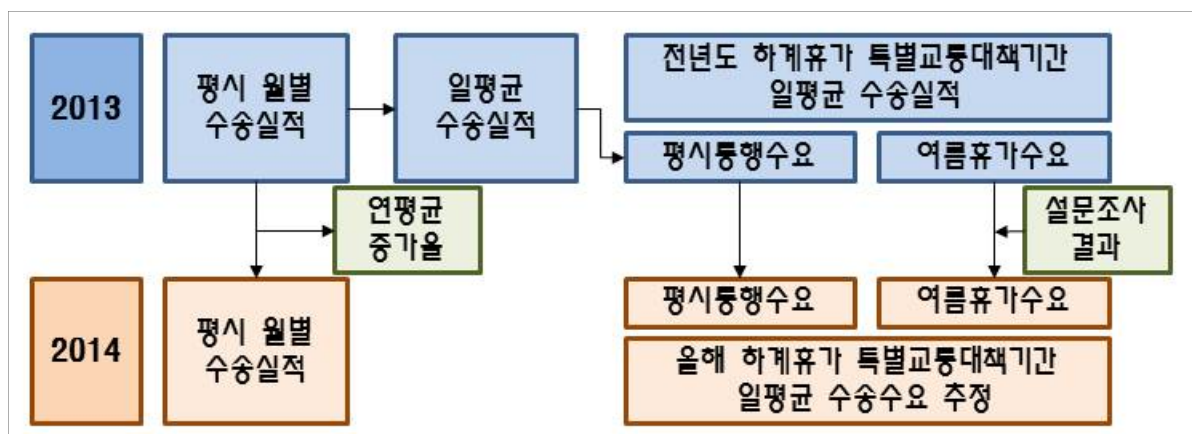 2013
평시 월별
수송실적
일평균
수송실적
전년도 하계휴가 특별교통대책기간
일평균 수송실적
평시통행수요
여름휴가수요
연평균
증가율
설문조사
결과
2014
평시 월별
수송실적
평시통행수요
여름휴가수요
올해 하계휴가 특별교통대책기간
일평균 수송수요 추정